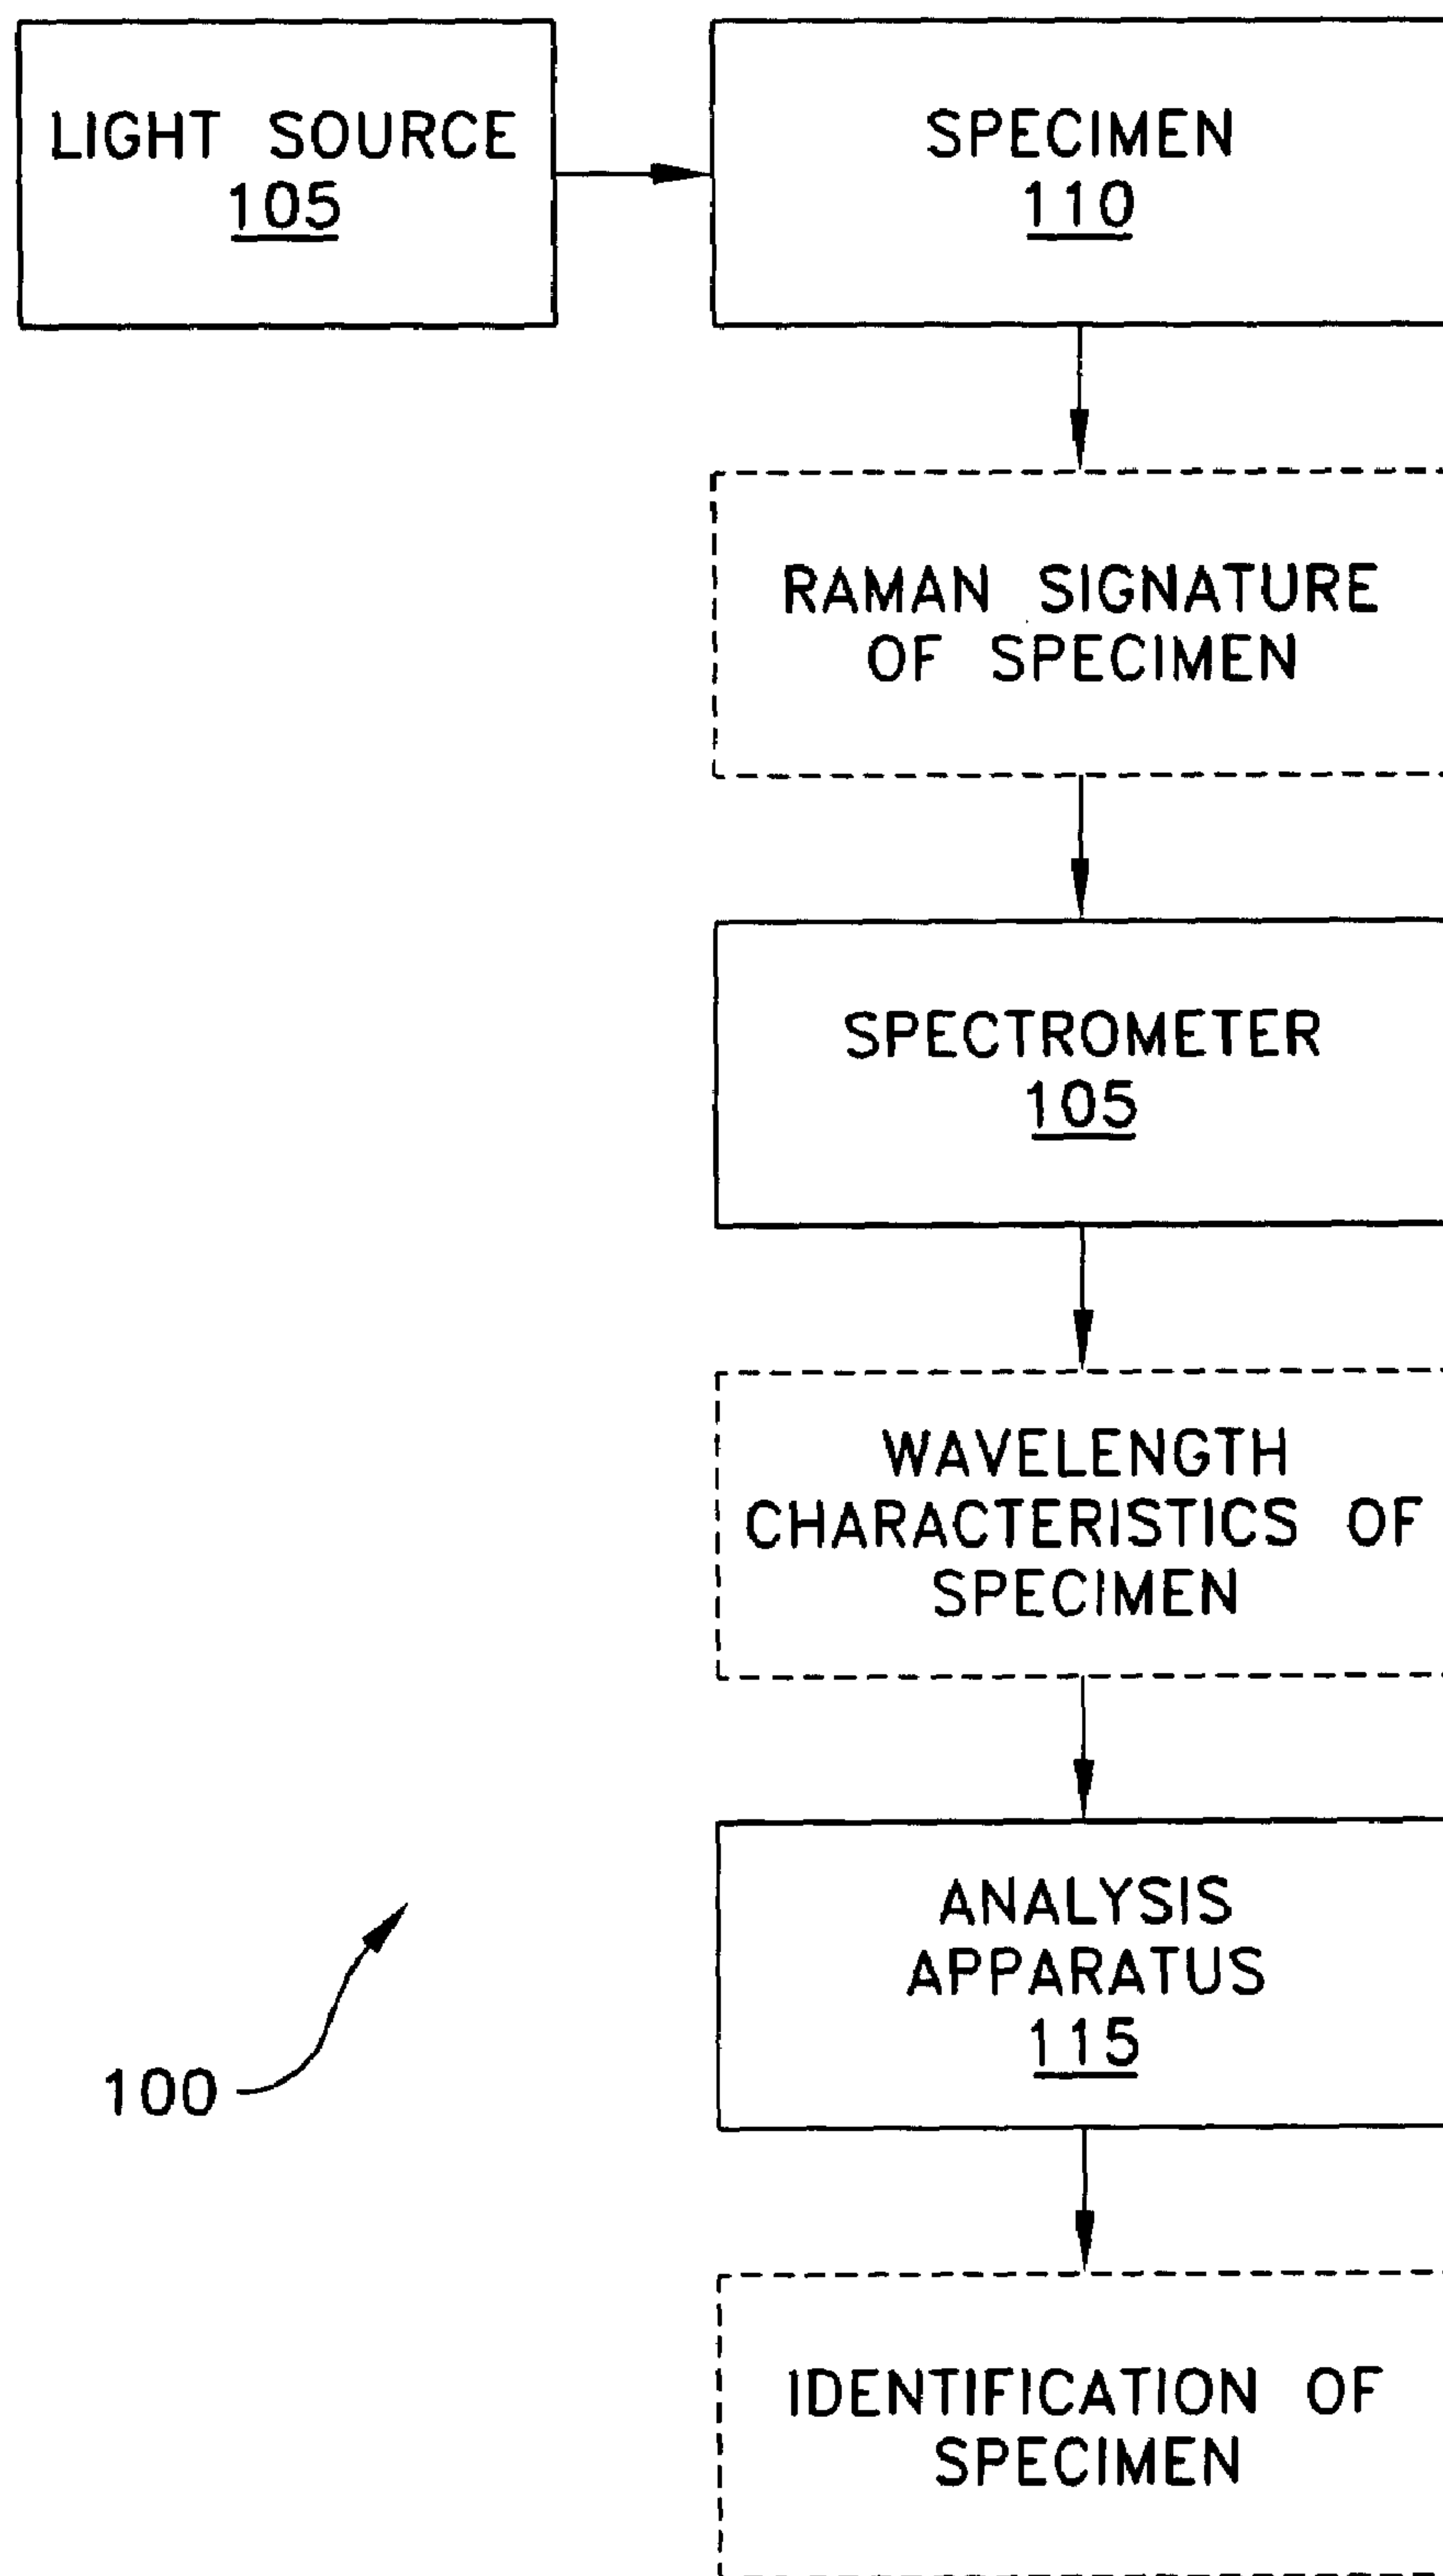 LIGHT SOURCE
105
SPECIMEN
110
RAMAN SIGNATURE
OF SPECIMEN
SPECTROMETER
105
WAVELENGTH
CHARACTERISTICS OF
SPECIMEN
ANALYSIS
APPARATUS
115
100
IDENTIFICATION OF
SPECIMEN